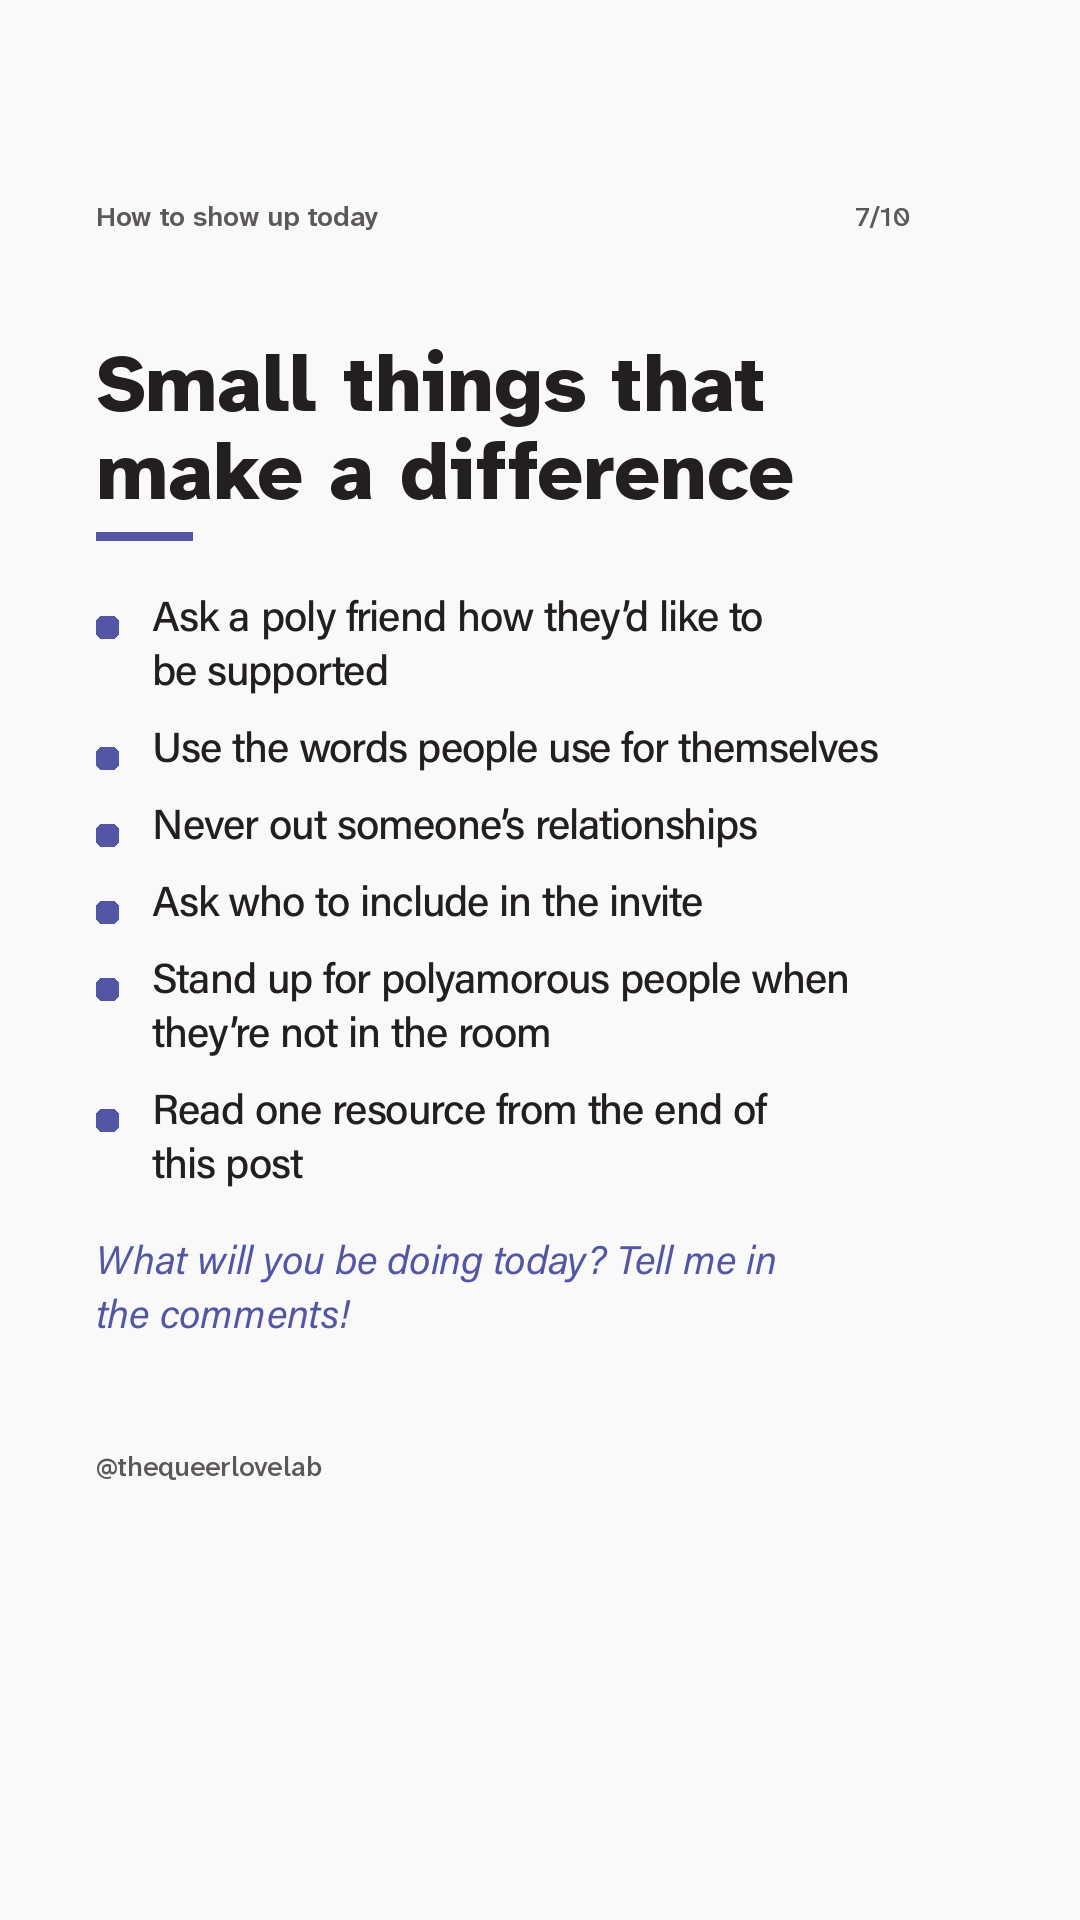 How to show up today
7/10
Small things that
make a difference
Ask a poly friend how they’d like to
be supported
Use the words people use for themselves
Never out someone’s relationships
Ask who to include in the invite
Stand up for polyamorous people when
they’re not in the room
Read one resource from the end of
this post
What will you be doing today? Tell me in
the comments!
@thequeerlovelab